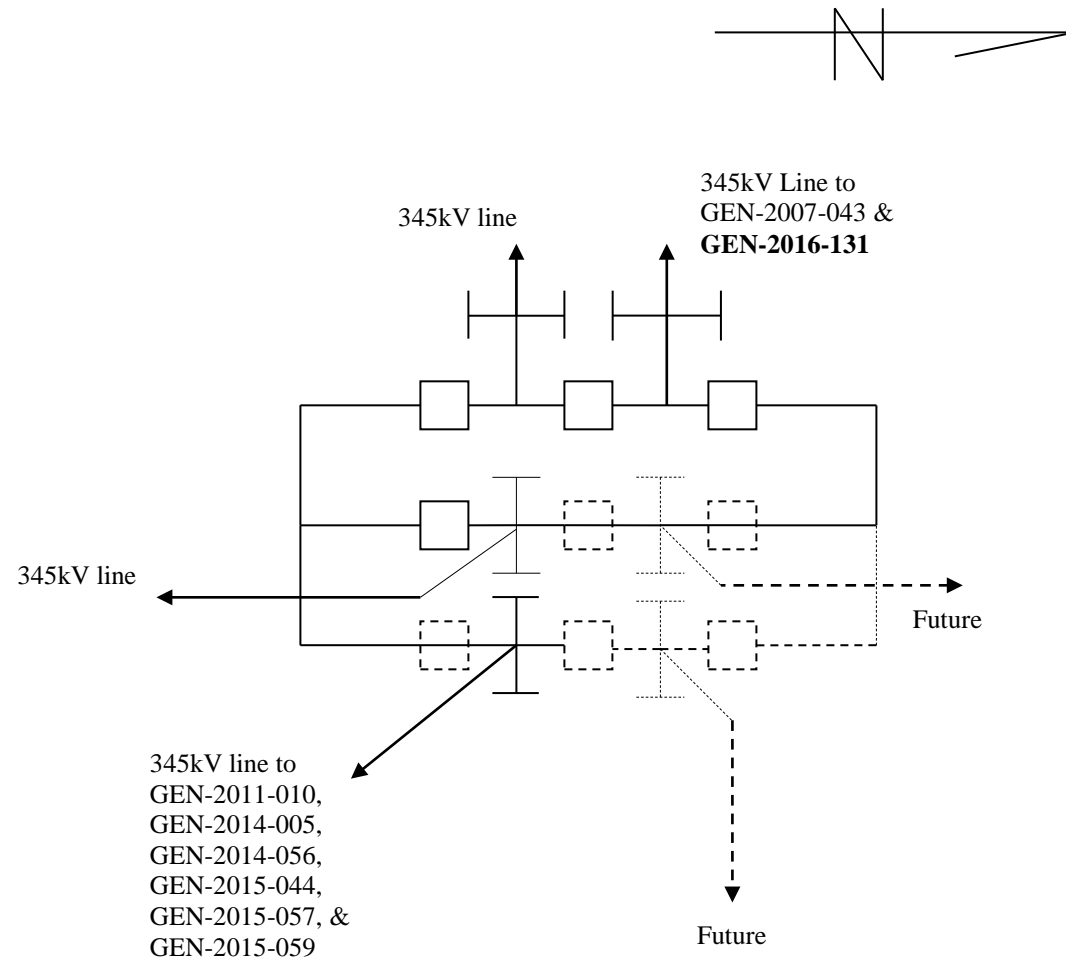 N
345kV Line to
GEN-2007-043 &
GEN-2016-131
345kV line
345kV line
Future
345kV line to
GEN-2011-010,
GEN-2014-005,
GEN-2014-056,
GEN-2015-044,
GEN-2015-057, &
GEN-2015-059
Future